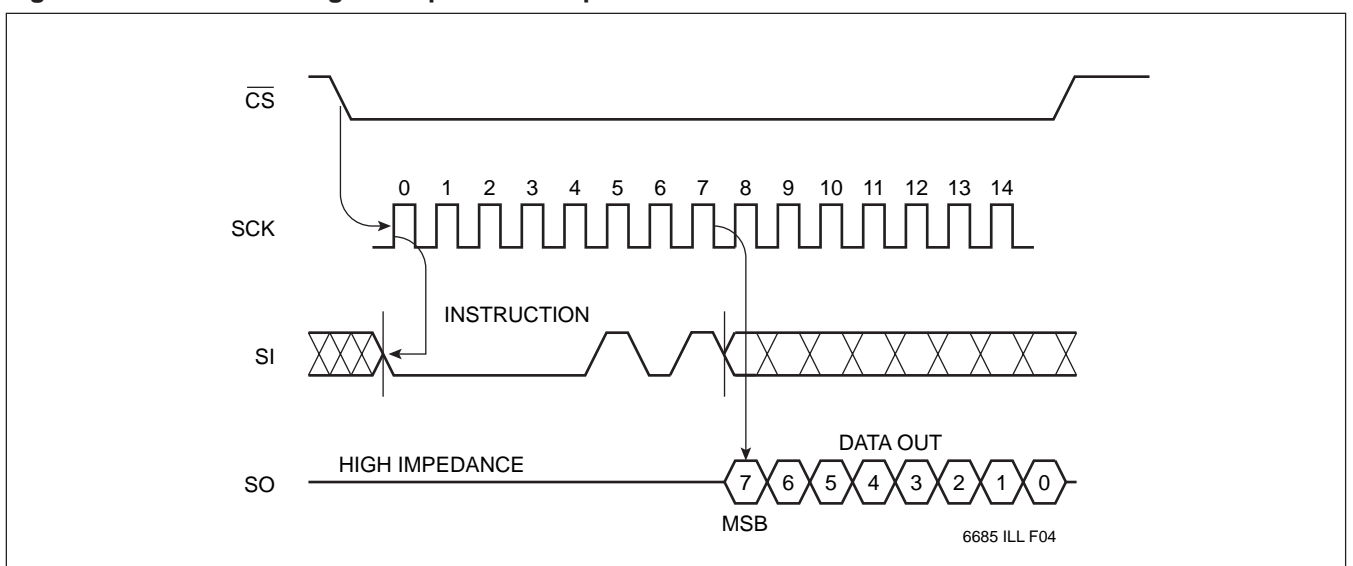 CS
0 1 2 3 4 5 6 7 8 9 10 11 12 13 14
SCK
INSTRUCTION
SI
DATA OUT
HIGH IMPEDANCE
SO
7 6 5 4 3 2 1 0
MSB
6685 ILL F04